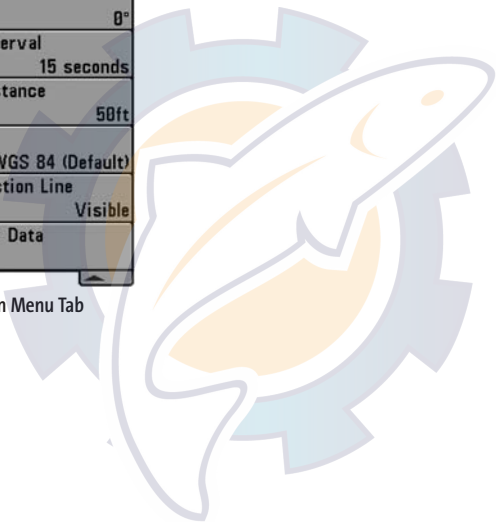 0°
erval
15 seconds
tance
50ft
WGS 84 (Default)
ction Line
Visible
Data
n Menu Tab